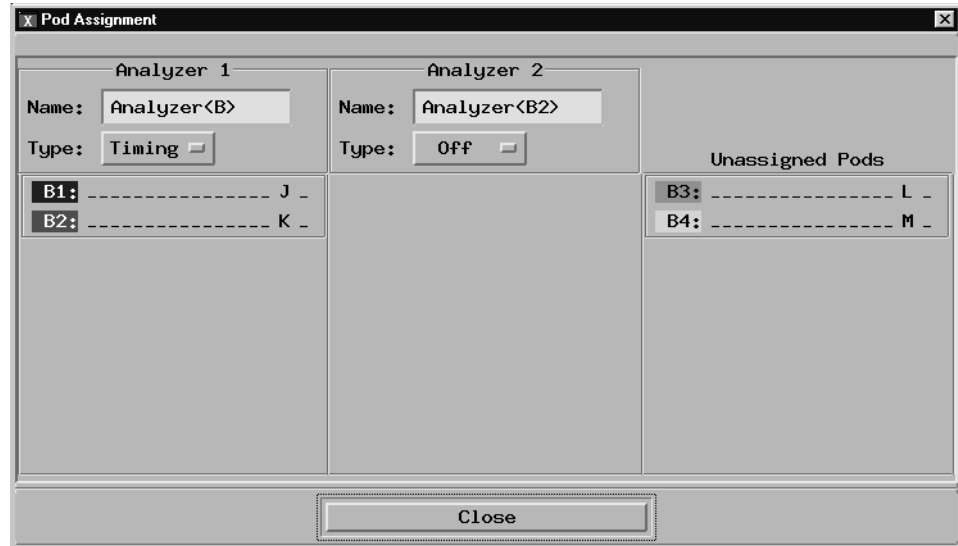 X Pod Assignment X
Analyzer 1
Name: Analyzer<B>
Type: Timing
Analyzer 2
Name: Analyzer<B2>
Type: Off
Unassigned Pods
B1: ________________ J _
B2: ________________ K _
B3: ________________ L _
B4: ________________ M _
Close